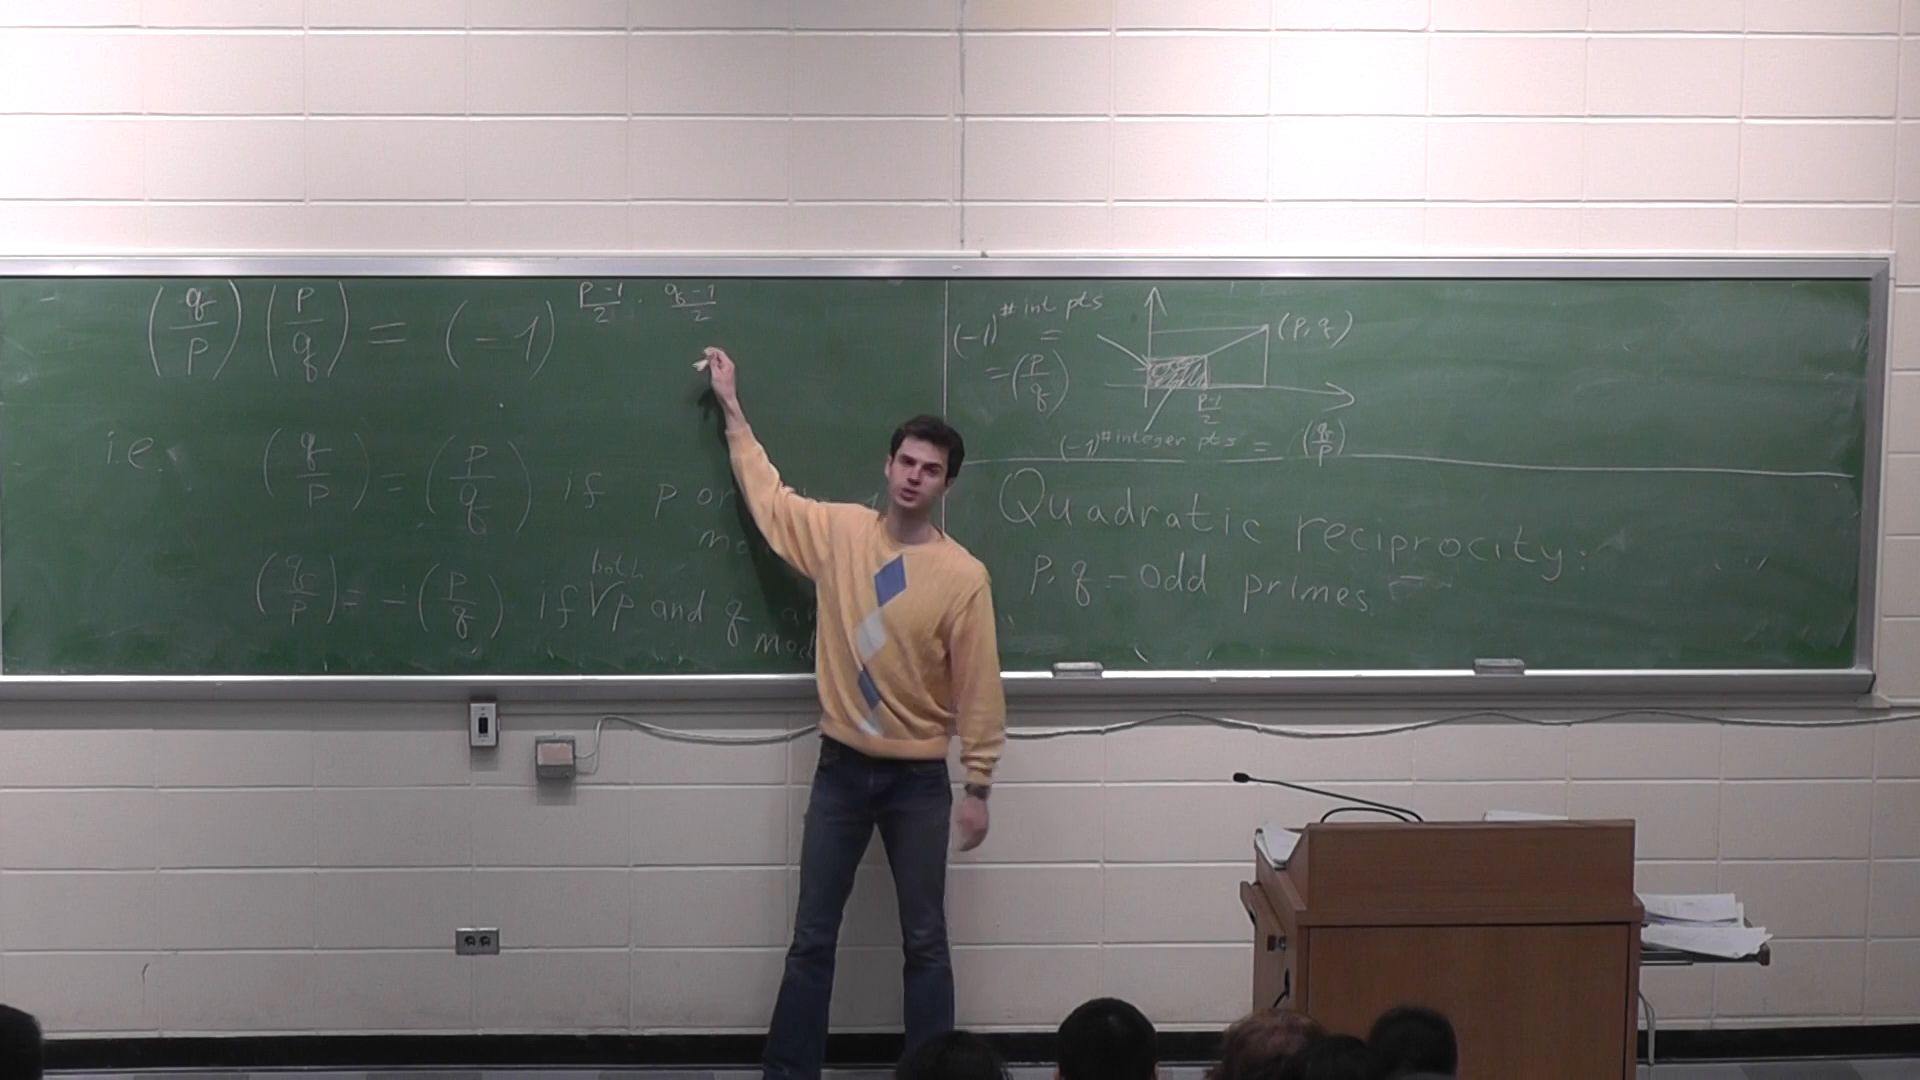 (q/p) (p/q) = (-1)^{p-1/2 · q-1/2}
i.e. (q/p) = (p/q) if p or
(q/p) = -(p/q) if both p and q
mod
(-1)^{# int pts} =
= (p/q)
(p, q)
p-1/2
(-1)^{# integer pts} = (q/p)
Quadratic reciprocity:
p, q - odd primes